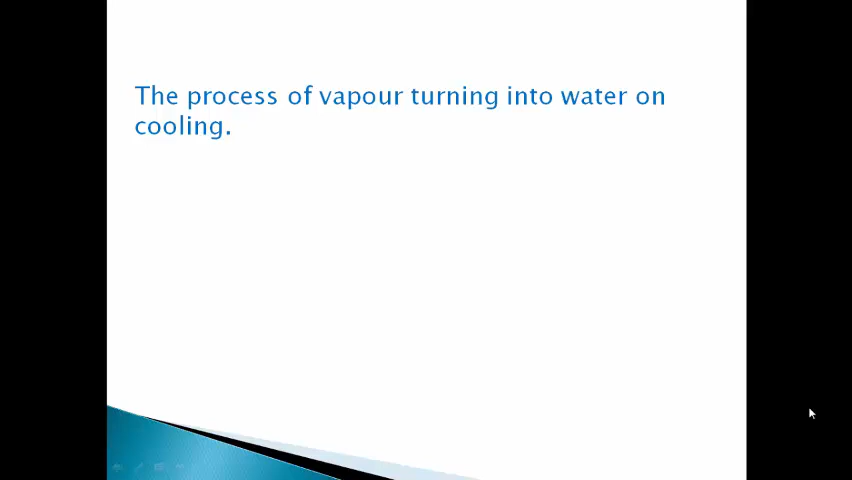 The process of vapour turning into water on
cooling.